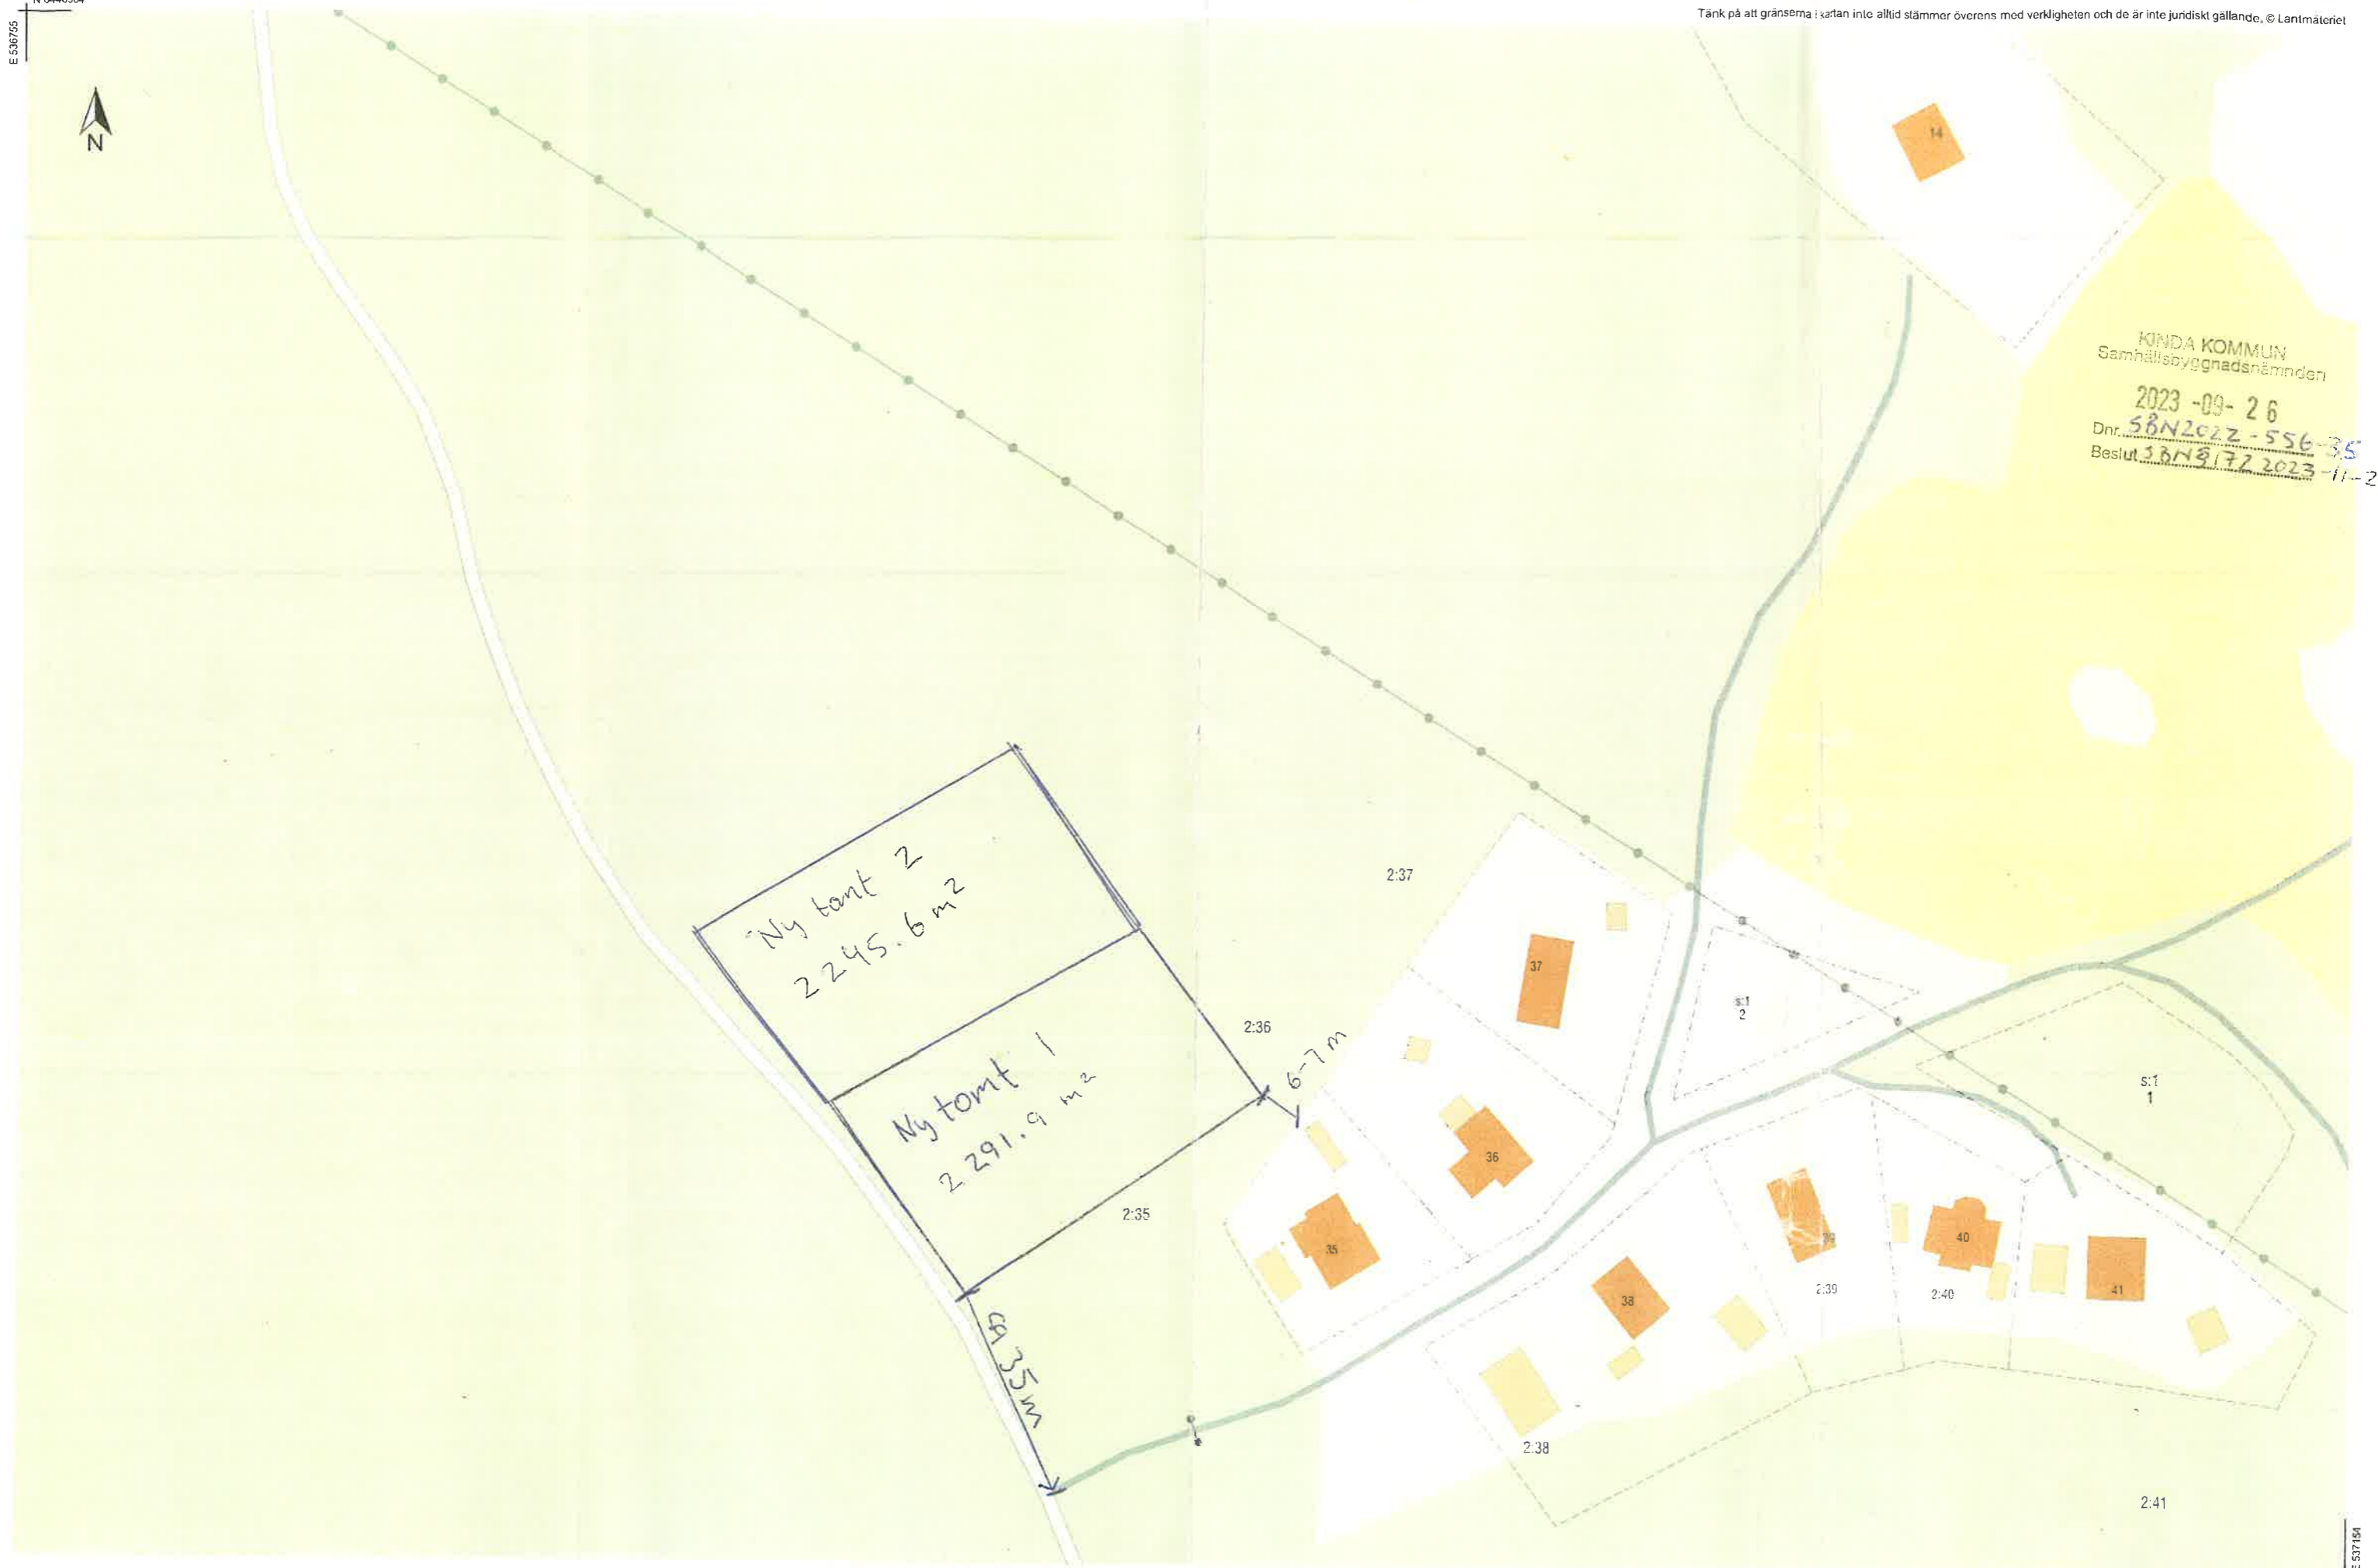 Tänk på att gränserna i kartan inte alltid stämmer överens med verkligheten och de är inte juridiskt gällande. © Lantmäteriet
E 536755
N
14
KINDA KOMMUN
Samhällsbyggnadsnämnden
2023-09-26
Dnr. SBN2022-556-35
Beslut SBN § 172 2023-11-2
Ny tomt 2
2245.6 m²
2:37
37
s:1
2
2:36
6-7 m
Ny tomt 1
2291.9 m²
s:1
1
36
2:35
35
39
40
38
2:39
2:40
41
ca 35m
2:38
2:41
E 537154